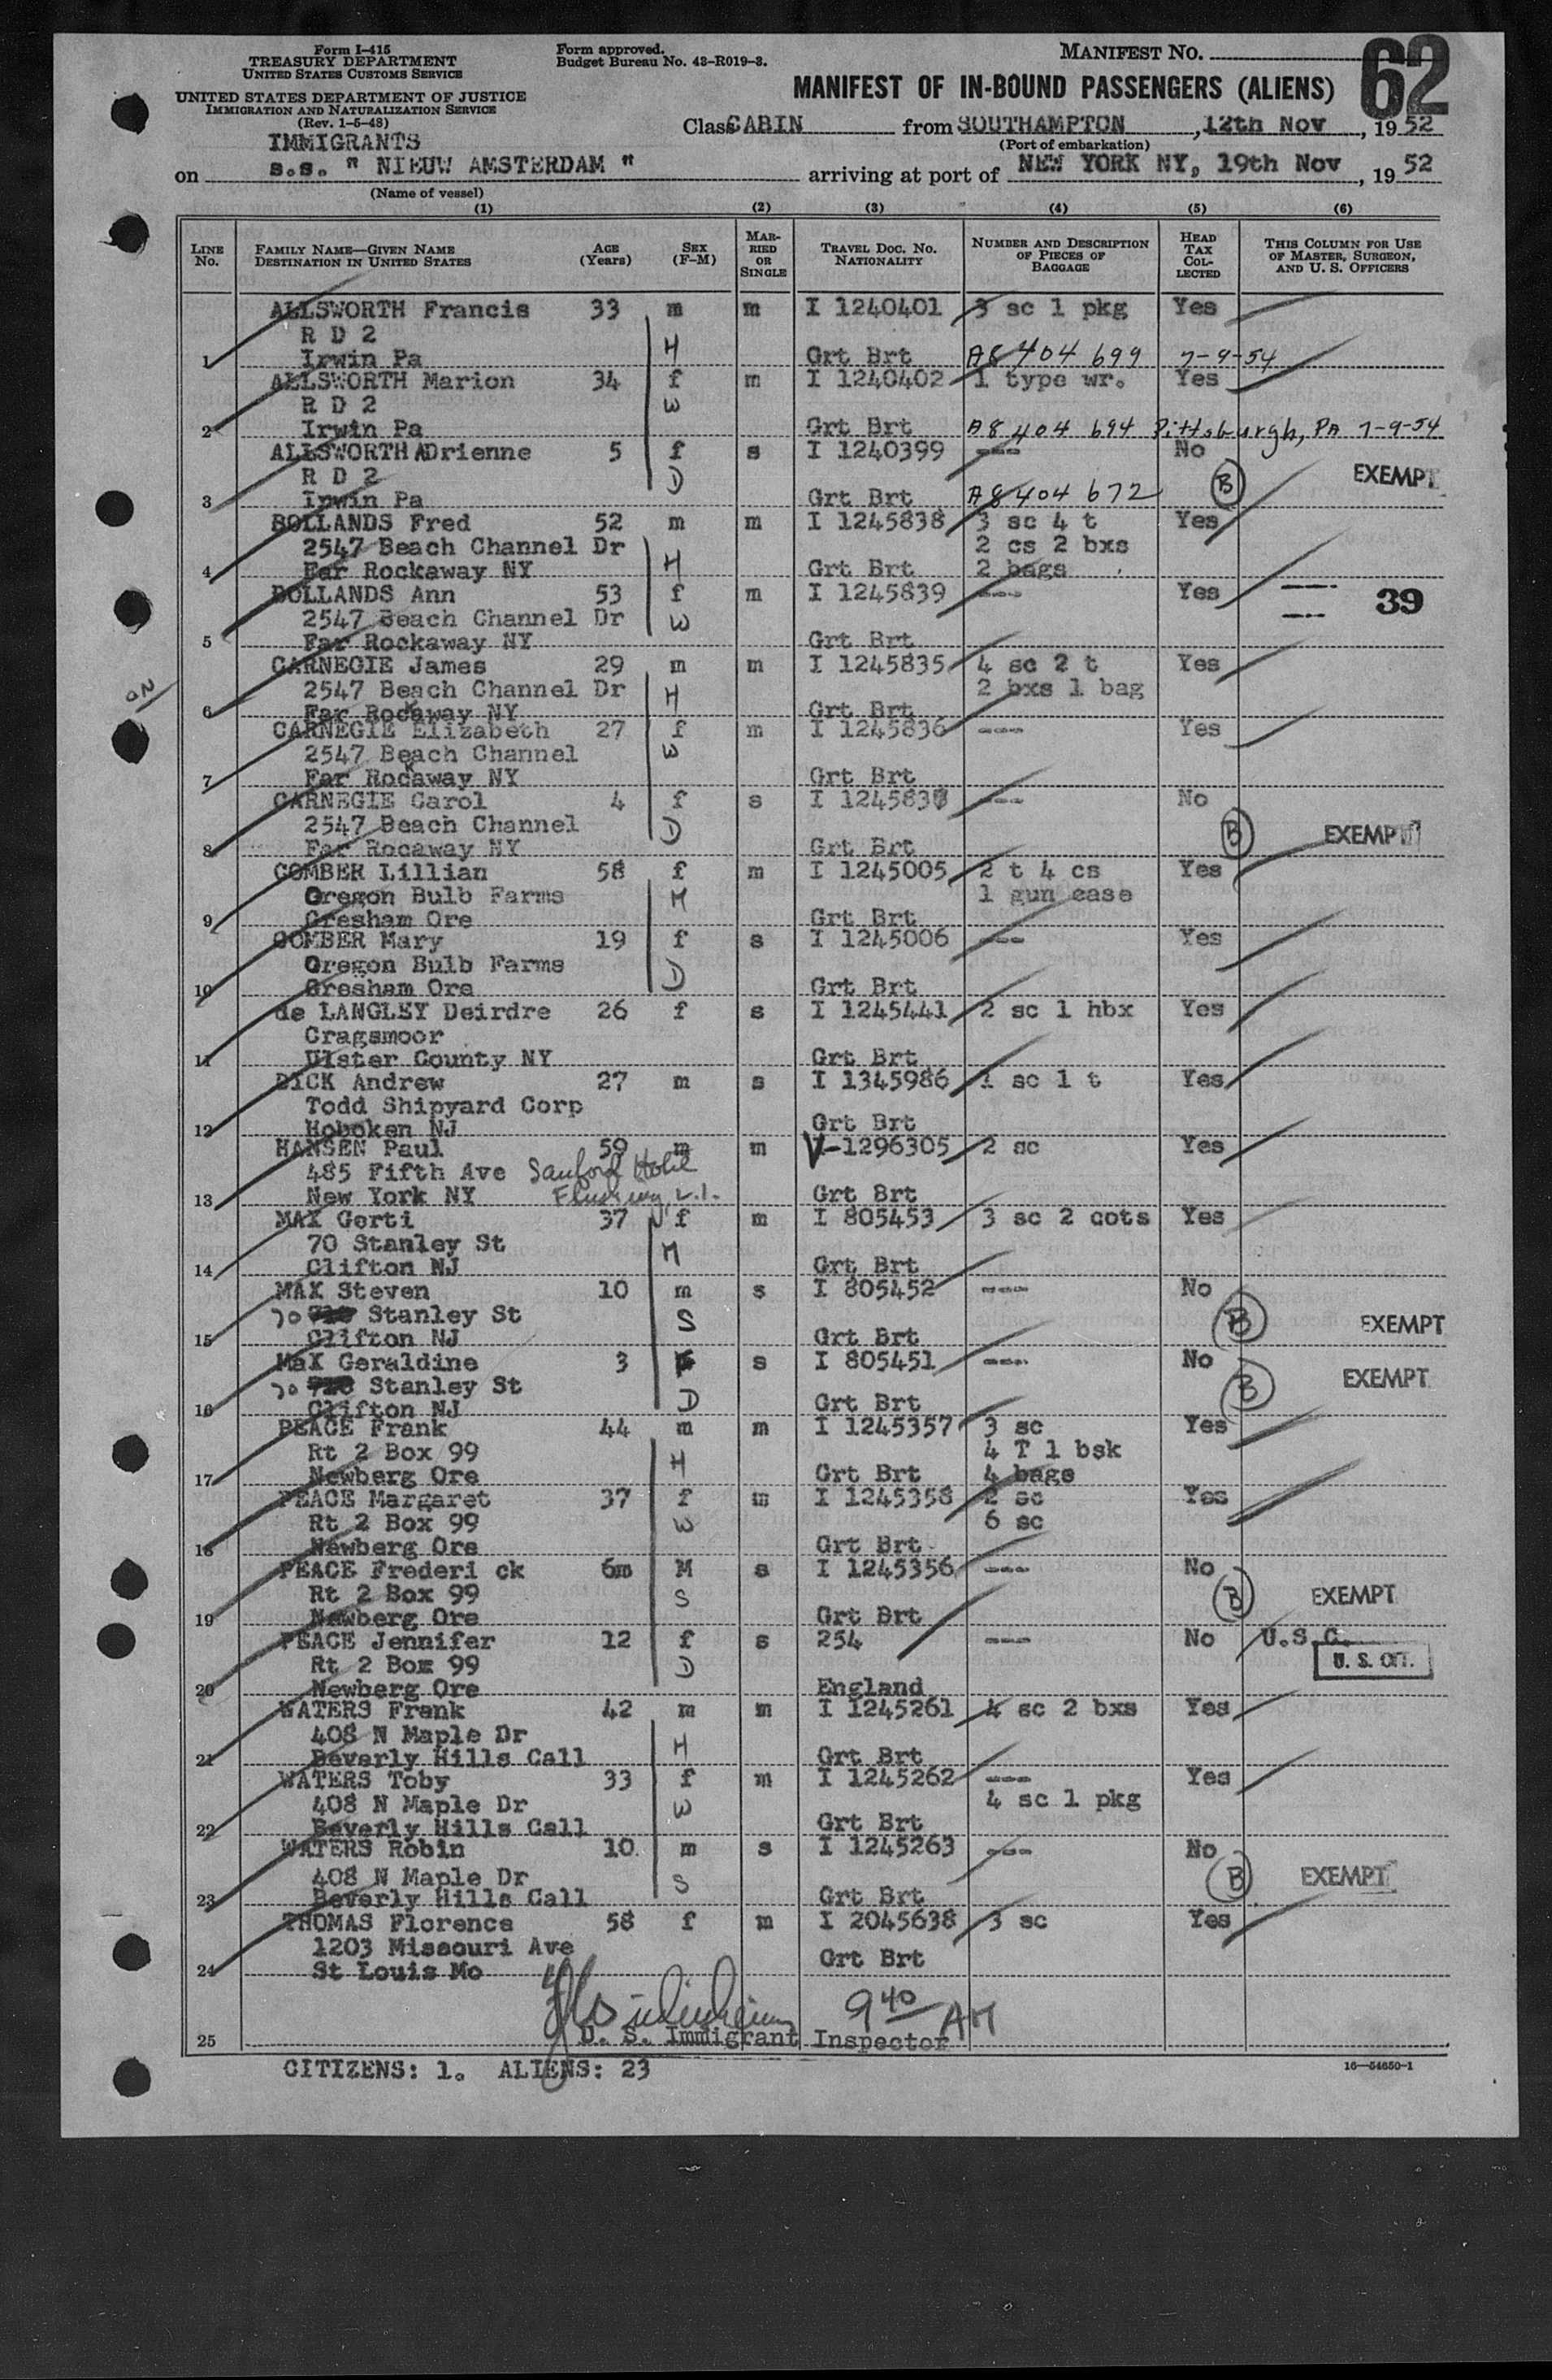 Form I-415
TREASURY DEPARTMENT
UNITED STATES CUSTOMS SERVICE
UNITED STATES DEPARTMENT OF JUSTICE
IMMIGRATION AND NATURALIZATION SERVICE
(Rev. 1-5-48)
Form approved.
Budget Bureau No. 43-R019-3.
MANIFEST NO.
62
MANIFEST OF IN-BOUND PASSENGERS (ALIENS)
IMMIGRANTS
Class CABIN from SOUTHAMPTON, 12th Nov, 1952
(Port of embarkation)
on s.s. " NIEUW AMSTERDAM " arriving at port of NEW YORK NY, 19th Nov, 1952
(Name of vessel)
(1) (2) (3) (4) (5) (6)
LINE No. FAMILY NAME—GIVEN NAME DESTINATION IN UNITED STATES AGE (Years) SEX (F-M) MARRIED OR SINGLE TRAVEL DOC. NO. NATIONALITY NUMBER AND DESCRIPTION OF PIECES OF BAGGAGE HEAD TAX COLLECTED THIS COLUMN FOR USE OF MASTER, SURGEON, AND U. S. OFFICERS
ALLSWORTH Francis 33 m m I 1240401 3 sc 1 pkg Yes
R D 2 H
1 Irwin Pa Grt Brt A8 404 699 7-9-54
ALLSWORTH Marion 34 f m I 1240402 1 type wr. Yes
R D 2 W
2 Irwin Pa Grt Brt A8 404 694 Pittsburgh, PA 7-9-54
ALLSWORTH ADrienne 5 f s I 1240399 --- No
R D 2 D B EXEMPT
3 Irwin Pa Grt Brt A8 404 672
BOLLANDS Fred 52 m m I 1245838 3 sc 4 t Yes
2547 Beach Channel Dr 2 cs 2 bxs
4 Far Rockaway NY H Grt Brt 2 bags
BOLLANDS Ann 53 f m I 1245839 --- Yes --- 39
2547 Beach Channel Dr W ---
5 Far Rockaway NY Grt Brt
CARNEGIE James 29 m m I 1245835 4 sc 2 t Yes
2547 Beach Channel Dr H 2 bxs 1 bag
6 Far Rocaway NY Grt Brt
k
CARNEGIE Elizabeth 27 f m I 1245836 --- Yes
2547 Beach Channel W
7 Far Rocaway NY Grt Brt
k
CARNEGIE Carol 4 f s I 1245837 --- No
2547 Beach Channel D B EXEMPT
8 Far Rocaway NY Grt Brt
COMBER Lillian 58 f m I 1245005 2 t 4 cs Yes
Oregon Bulb Farms M 1 gun case
9 Gresham Ore Grt Brt
COMBER Mary 19 f s I 1245006 --- Yes
Oregon Bulb Farms D
10 Gresham Ore Grt Brt
de LANGLEY Deirdre 26 f s I 1245441 2 sc 1 hbx Yes
Cragsmoor
11 Ulster County NY Grt Brt
DICK Andrew 27 m s I 1345986 1 sc 1 t Yes
Todd Shipyard Corp
12 Hoboken NJ Grt Brt
HANSEN Paul 59 m m V-1296305 2 sc Yes
485 Fifth Ave Sanford Hotel
13 New York NY Flushing L.I. Grt Brt
MAX Gerti 37 f m I 805453 3 sc 2 cots Yes
70 Stanley St M
14 Clifton NJ Grt Brt
MAX Steven 10 m s I 805452 --- No
70 Stanley St S B EXEMPT
15 Clifton NJ Grt Brt
MaX Geraldine 3 F s I 805451 --- No
70 Stanley St D B EXEMPT
16 Clifton NJ Grt Brt
PEACE Frank 44 m m I 1245357 3 sc Yes
Rt 2 Box 99 H 4 T 1 bsk
17 Newberg Ore Grt Brt 4 bags
PEACE Margaret 37 f m I 1245358 2 sc Yes
Rt 2 Box 99 W 6 sc
18 Newberg Ore Grt Brt
PEACE Frederi ck 6m M s I 1245356 --- No
Rt 2 Box 99 S B EXEMPT
19 Newberg Ore Grt Brt
PEACE Jennifer 12 f s 254 --- No U.S.C.
Rt 2 Box 99 D U. S. CIT.
20 Newberg Ore England
WATERS Frank 42 m m I 1245261 4 sc 2 bxs Yes
408 N Maple Dr H
21 Beverly Hills Call Grt Brt
WATERS Toby 33 f m I 1245262 --- Yes
408 N Maple Dr W 4 sc 1 pkg
22 Beverly Hills Call Grt Brt
WATERS Robin 10 m s I 1245263 --- No
408 N Maple Dr S B EXEMPT
23 Beverly Hills Call Grt Brt
THOMAS Florence 58 f m I 2045638 3 sc Yes
1203 Missouri Ave Grt Brt
24 St Louis Mo
9 40 AM
25 U. S. Immigrant Inspector
CITIZENS: 1. ALIENS: 23
16—54650-1